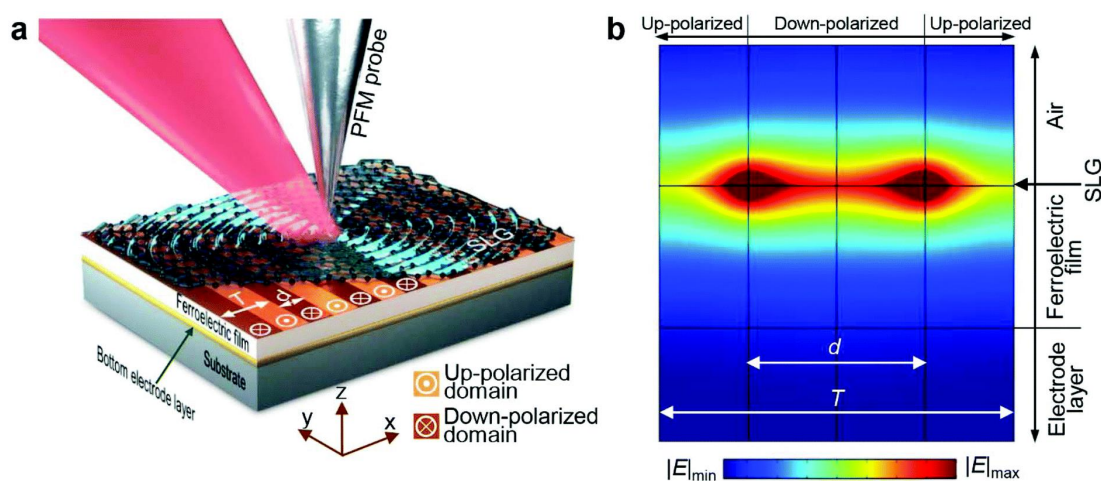 a
PFM probe
SLG
T
d
Ferroelectric film
Bottom electrode layer
Substrate
z
y
x
Up-polarized
domain
Down-polarized
domain
b
Up-polarized
Down-polarized
Up-polarized
Air
SLG
Ferroelectric
film
Electrode
layer
d
T
|E|min
|E|max